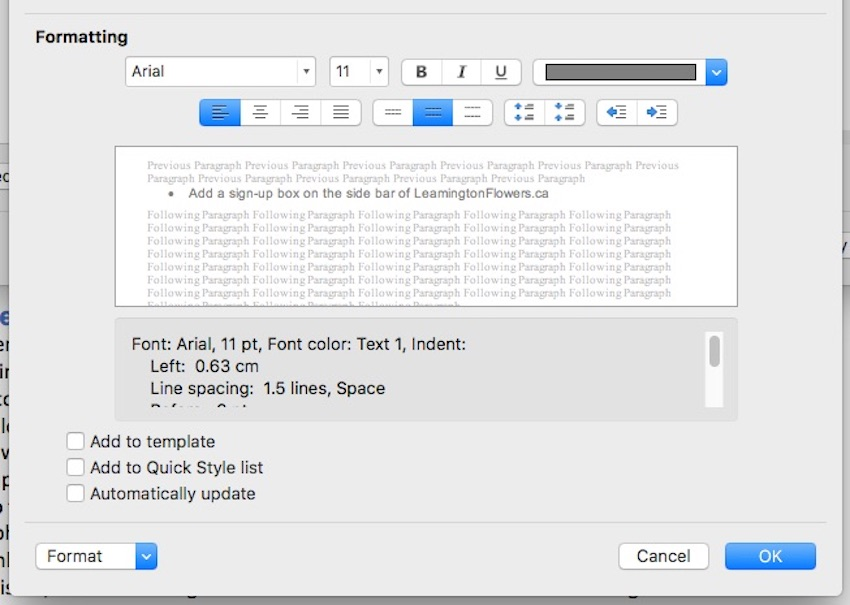 Formatting
Arial 11 B I U
Previous Paragraph Previous Paragraph Previous Paragraph Previous Paragraph Previous Paragraph Previous
Paragraph Previous Paragraph Previous Paragraph Previous Paragraph Previous Paragraph
• Add a sign-up box on the side bar of LeamingtonFlowers.ca
Following Paragraph Following Paragraph Following Paragraph Following Paragraph Following Paragraph
Following Paragraph Following Paragraph Following Paragraph Following Paragraph Following Paragraph
Following Paragraph Following Paragraph Following Paragraph Following Paragraph Following Paragraph
Following Paragraph Following Paragraph Following Paragraph Following Paragraph Following Paragraph
Following Paragraph Following Paragraph Following Paragraph Following Paragraph Following Paragraph
Following Paragraph Following Paragraph Following Paragraph Following Paragraph Following Paragraph
Following Paragraph Following Paragraph Following Paragraph Following Paragraph Following Paragraph
Font: Arial, 11 pt, Font color: Text 1, Indent:
Left: 0.63 cm
Line spacing: 1.5 lines, Space
Add to template
Add to Quick Style list
Automatically update
Format Cancel OK